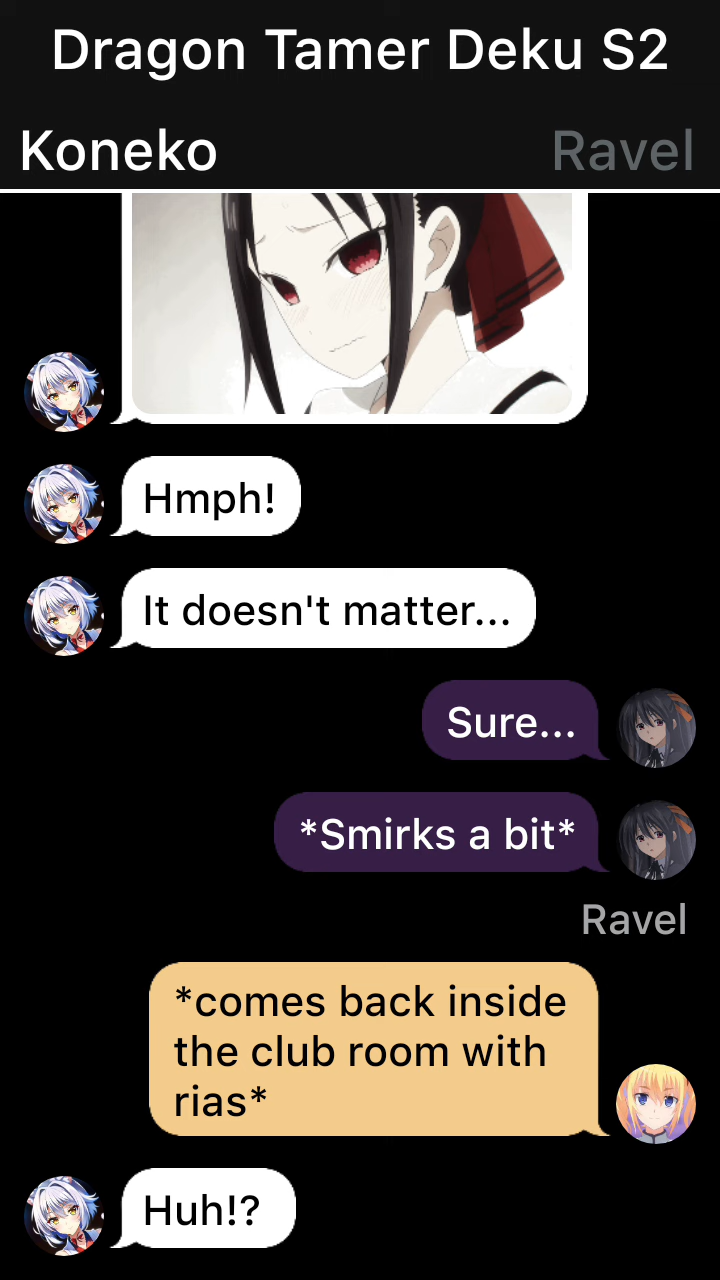 Dragon Tamer Deku S2
Koneko
Ravel
Hmph!
It doesn't matter...
Sure...
*Smirks a bit*
Ravel
*comes back inside
the club room with
rias*
Huh!?